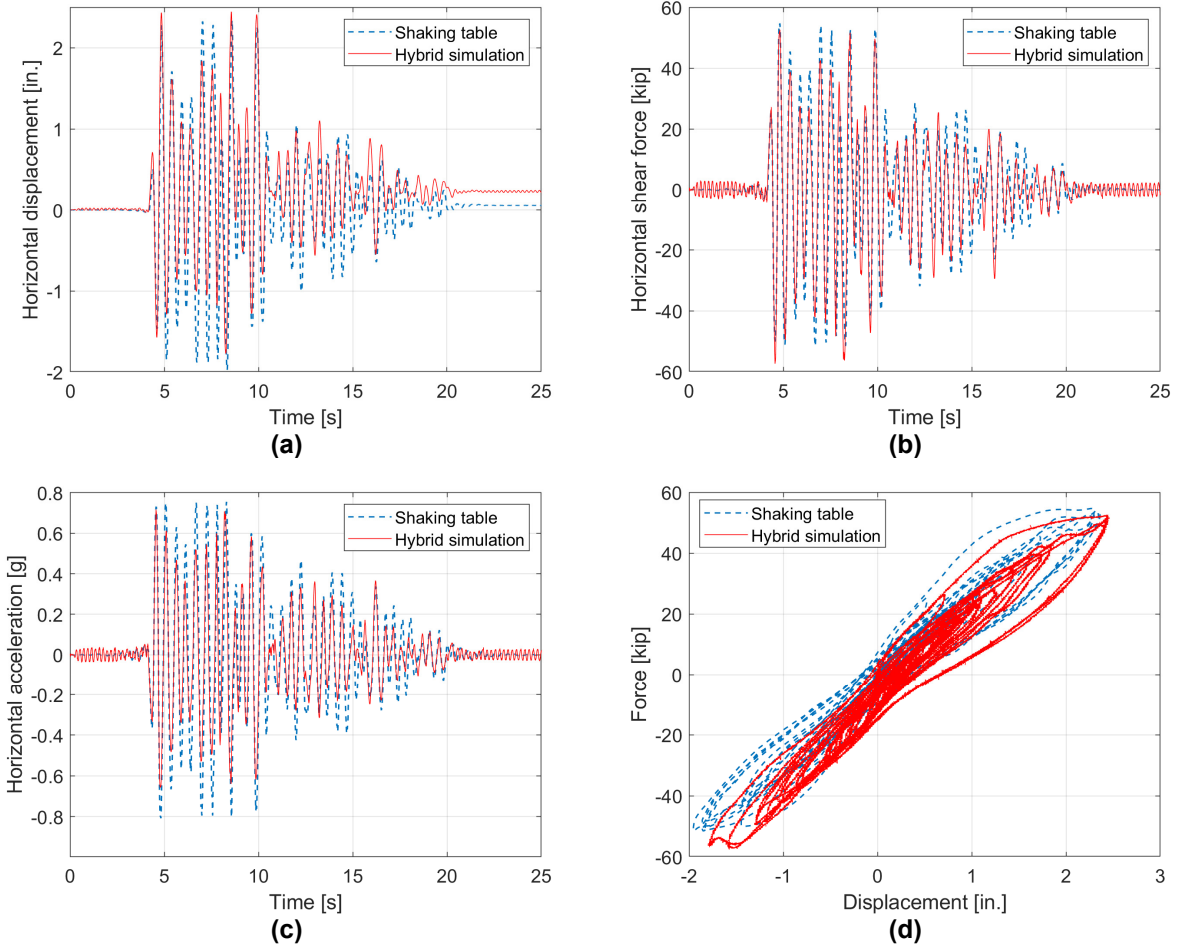 Horizontal displacement [in.]
2
1
0
-1
-2
Shaking table
Hybrid simulation
0 5 10 15 20 25
Time [s]
(a)
Horizontal shear force [kip]
60
40
20
0
-20
-40
-60
Shaking table
Hybrid simulation
0 5 10 15 20 25
Time [s]
(b)
Horizontal acceleration [g]
0.8
0.6
0.4
0.2
0
-0.2
-0.4
-0.6
-0.8
Shaking table
Hybrid simulation
0 5 10 15 20 25
Time [s]
(c)
Force [kip]
60
40
20
0
-20
-40
-60
Shaking table
Hybrid simulation
-2 -1 0 1 2 3
Displacement [in.]
(d)